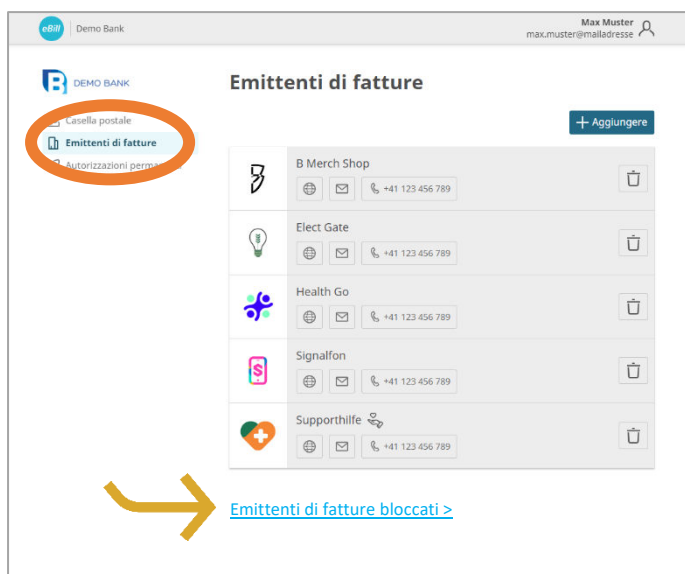 eBill Demo Bank
Max Muster
max.muster@mailadresse
DEMO BANK
Emittenti di fatture
Casella postale
Emittenti di fatture
Autorizzazioni
+ Aggiungere
B Merch Shop
+41 123 456 789
Elect Gate
+41 123 456 789
Health Go
+41 123 456 789
Signalfon
+41 123 456 789
Supporthilfe
+41 123 456 789
Emittenti di fatture bloccati >